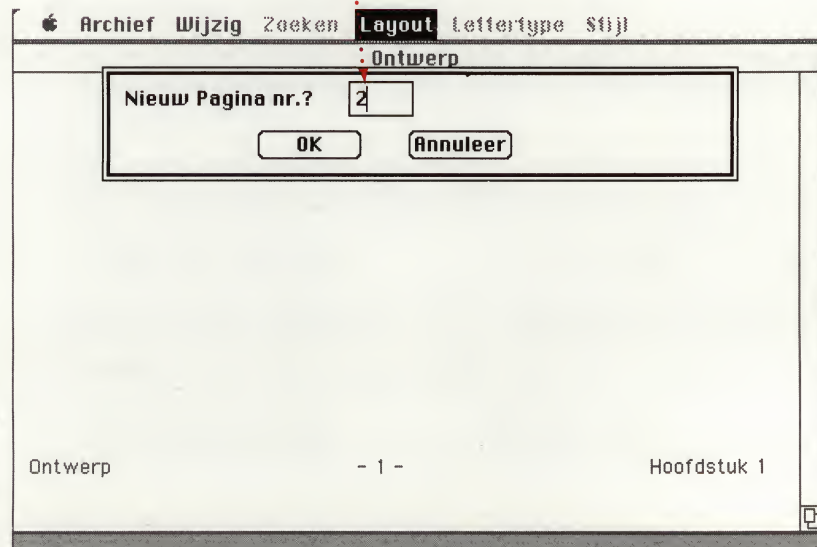 Archief Wijzig Zoeken Layout Lettertype Stijl
Ontwerp
Nieuw Pagina nr.? 2
OK Annuleer
Ontwerp - 1 - Hoofdstuk 1